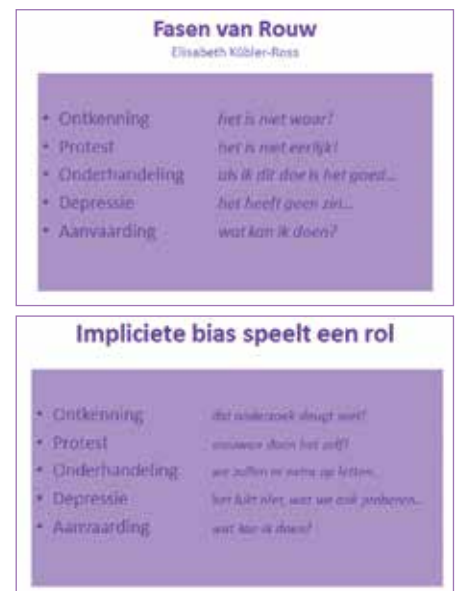 Fasen van Rouw
Elisabeth Kübler-Ross
• Ontkenning het is niet waar!
• Protest het is niet eerlijk!
• Onderhandeling als ik dit doe is het goed...
• Depressie het heeft geen zin...
• Aanvaarding wat kan ik doen?
Impliciete bias speelt een rol
• Ontkenning dat onderzoek deugt niet!
• Protest vrouwen doen het zelf!
• Onderhandeling we zullen er extra op letten...
• Depressie het lukt niet, wat we ook proberen...
• Aanvaarding wat kan ik doen?